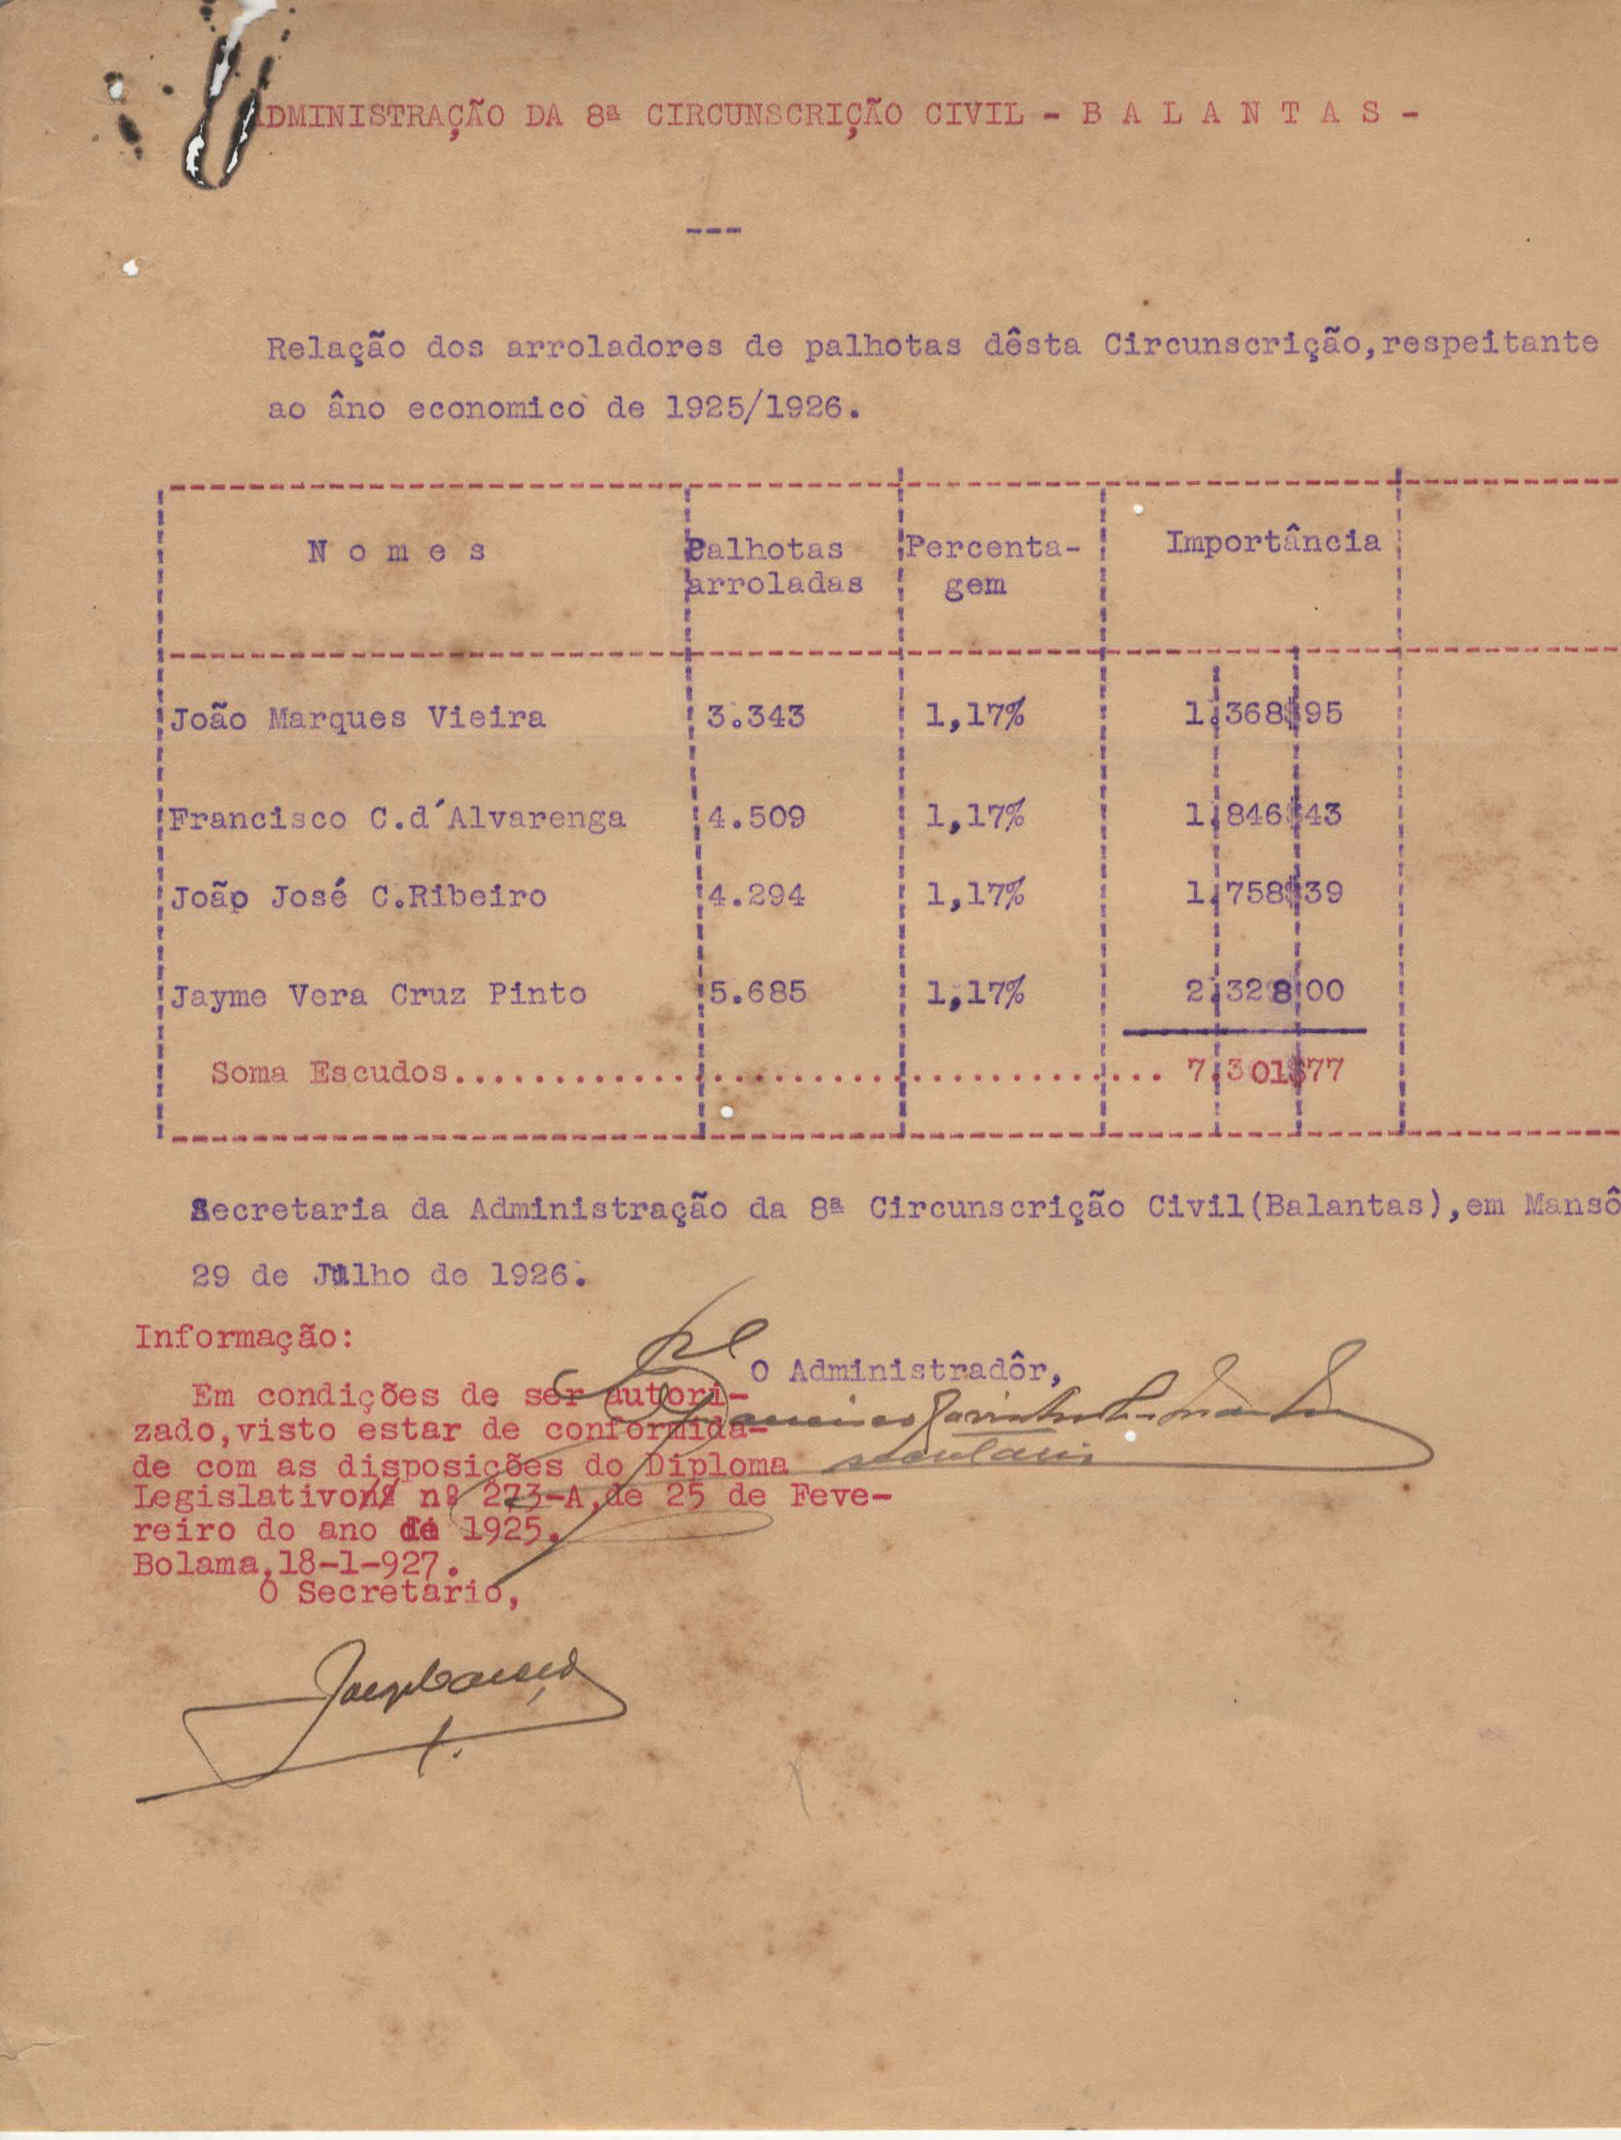 ADMINISTRAÇÃO DA 8ª CIRCUNSCRIÇÃO CIVIL - B A L A N T A S -
---
Relação dos arroladores de palhotas dêsta Circunscrição,respeitante
ao âno economico de 1925/1926.
N o m e s Palhotas arroladas Percenta-gem Importância
João Marques Vieira 3.343 1,17% 1.368$95
Francisco C.d´Alvarenga 4.509 1,17% 1.846$43
João José C.Ribeiro 4.294 1,17% 1.758$39
Jayme Vera Cruz Pinto 5.685 1,17% 2.328$00
Soma Escudos.................................... 7.301$77
Secretaria da Administração da 8ª Circunscrição Civil(Balantas),em Mansô
29 de Julho de 1926.
Informação:
O Administradôr,
Em condições de ser autori-
zado,visto estar de conformida-
de com as disposições do Diploma
Legislativo nº 273-A,de 25 de Feve-
reiro do ano de 1925.
Bolama,18-1-927.
O Secretario,